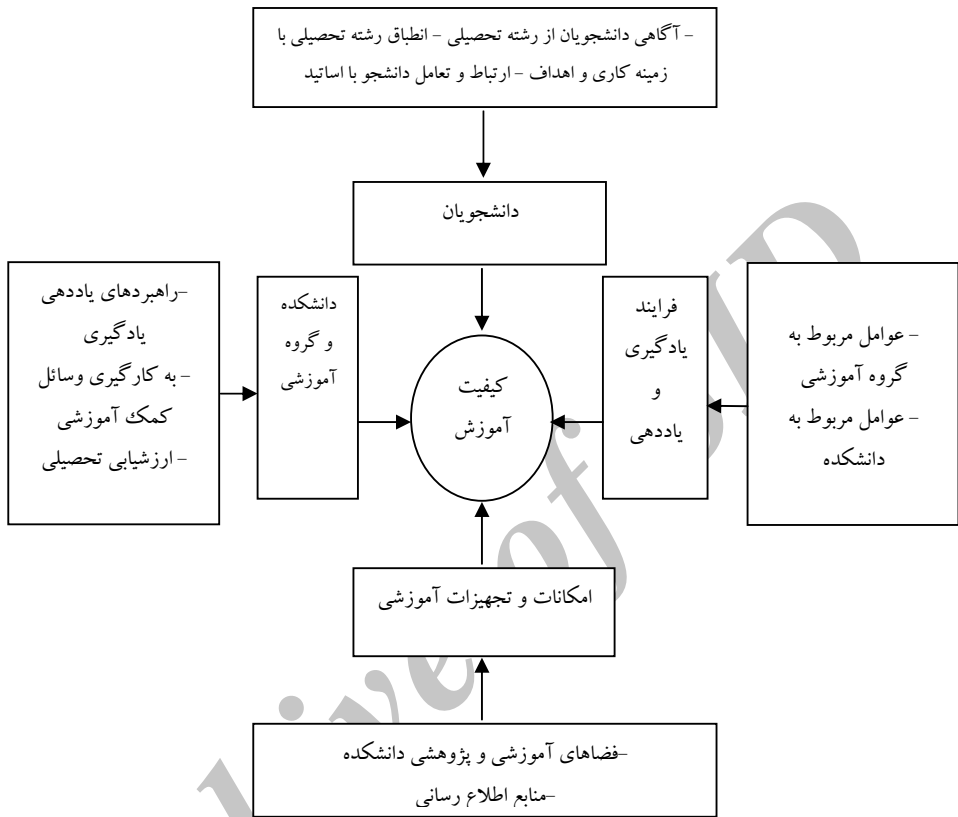 – آگاهی دانشجویان از رشته تحصیلی – انطباق رشته تحصیلی با
زمینه کاری و اهداف – ارتباط و تعامل دانشجو با اساتید
دانشجویان
– عوامل مربوط به
گروه آموزشی
– عوامل مربوط به
دانشکده
فرایند
یادگیری
و
یاددهی
کیفیت
آموزش
دانشکده
و گروه
آموزشی
–راهبردهای یاددهی
یادگیری
– به کارگیری وسائل
کمک آموزشی
– ارزشیابی تحصیلی
امکانات و تجهیزات آموزشی
–فضاهای آموزشی و پژوهشی دانشکده
–منابع اطلاع رسانی
hive of